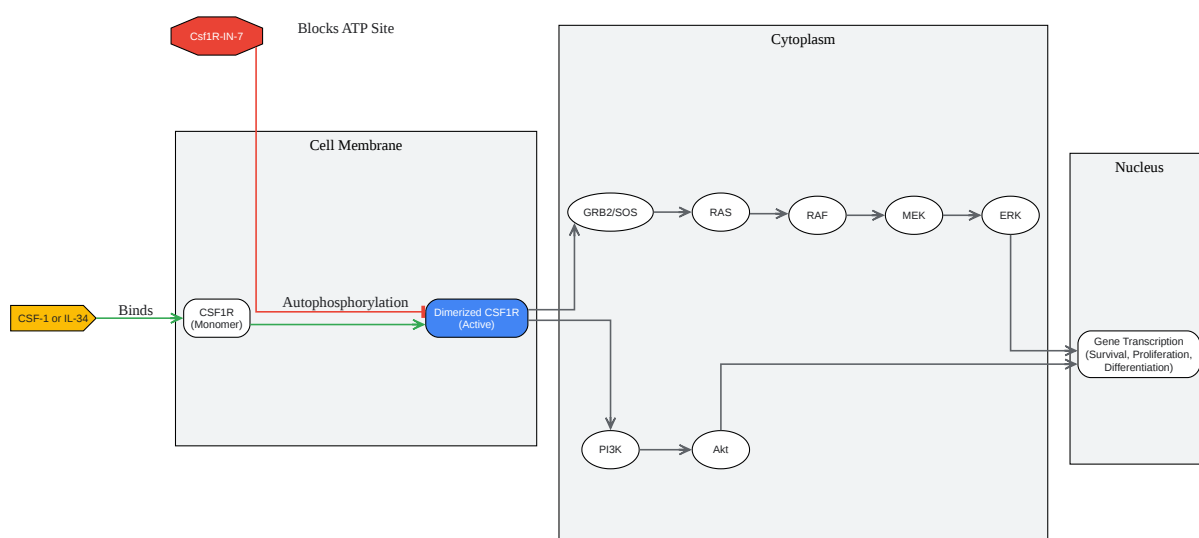 Csf1R-IN-7
Blocks ATP Site
Cytoplasm
Cell Membrane
Nucleus
GRB2/SOS
RAS
RAF
MEK
ERK
CSF-1 or IL-34
Binds
CSF1R
(Monomer)
Autophosphorylation
Dimerized CSF1R
(Active)
Gene Transcription
(Survival, Proliferation,
Differentiation)
PI3K
Akt